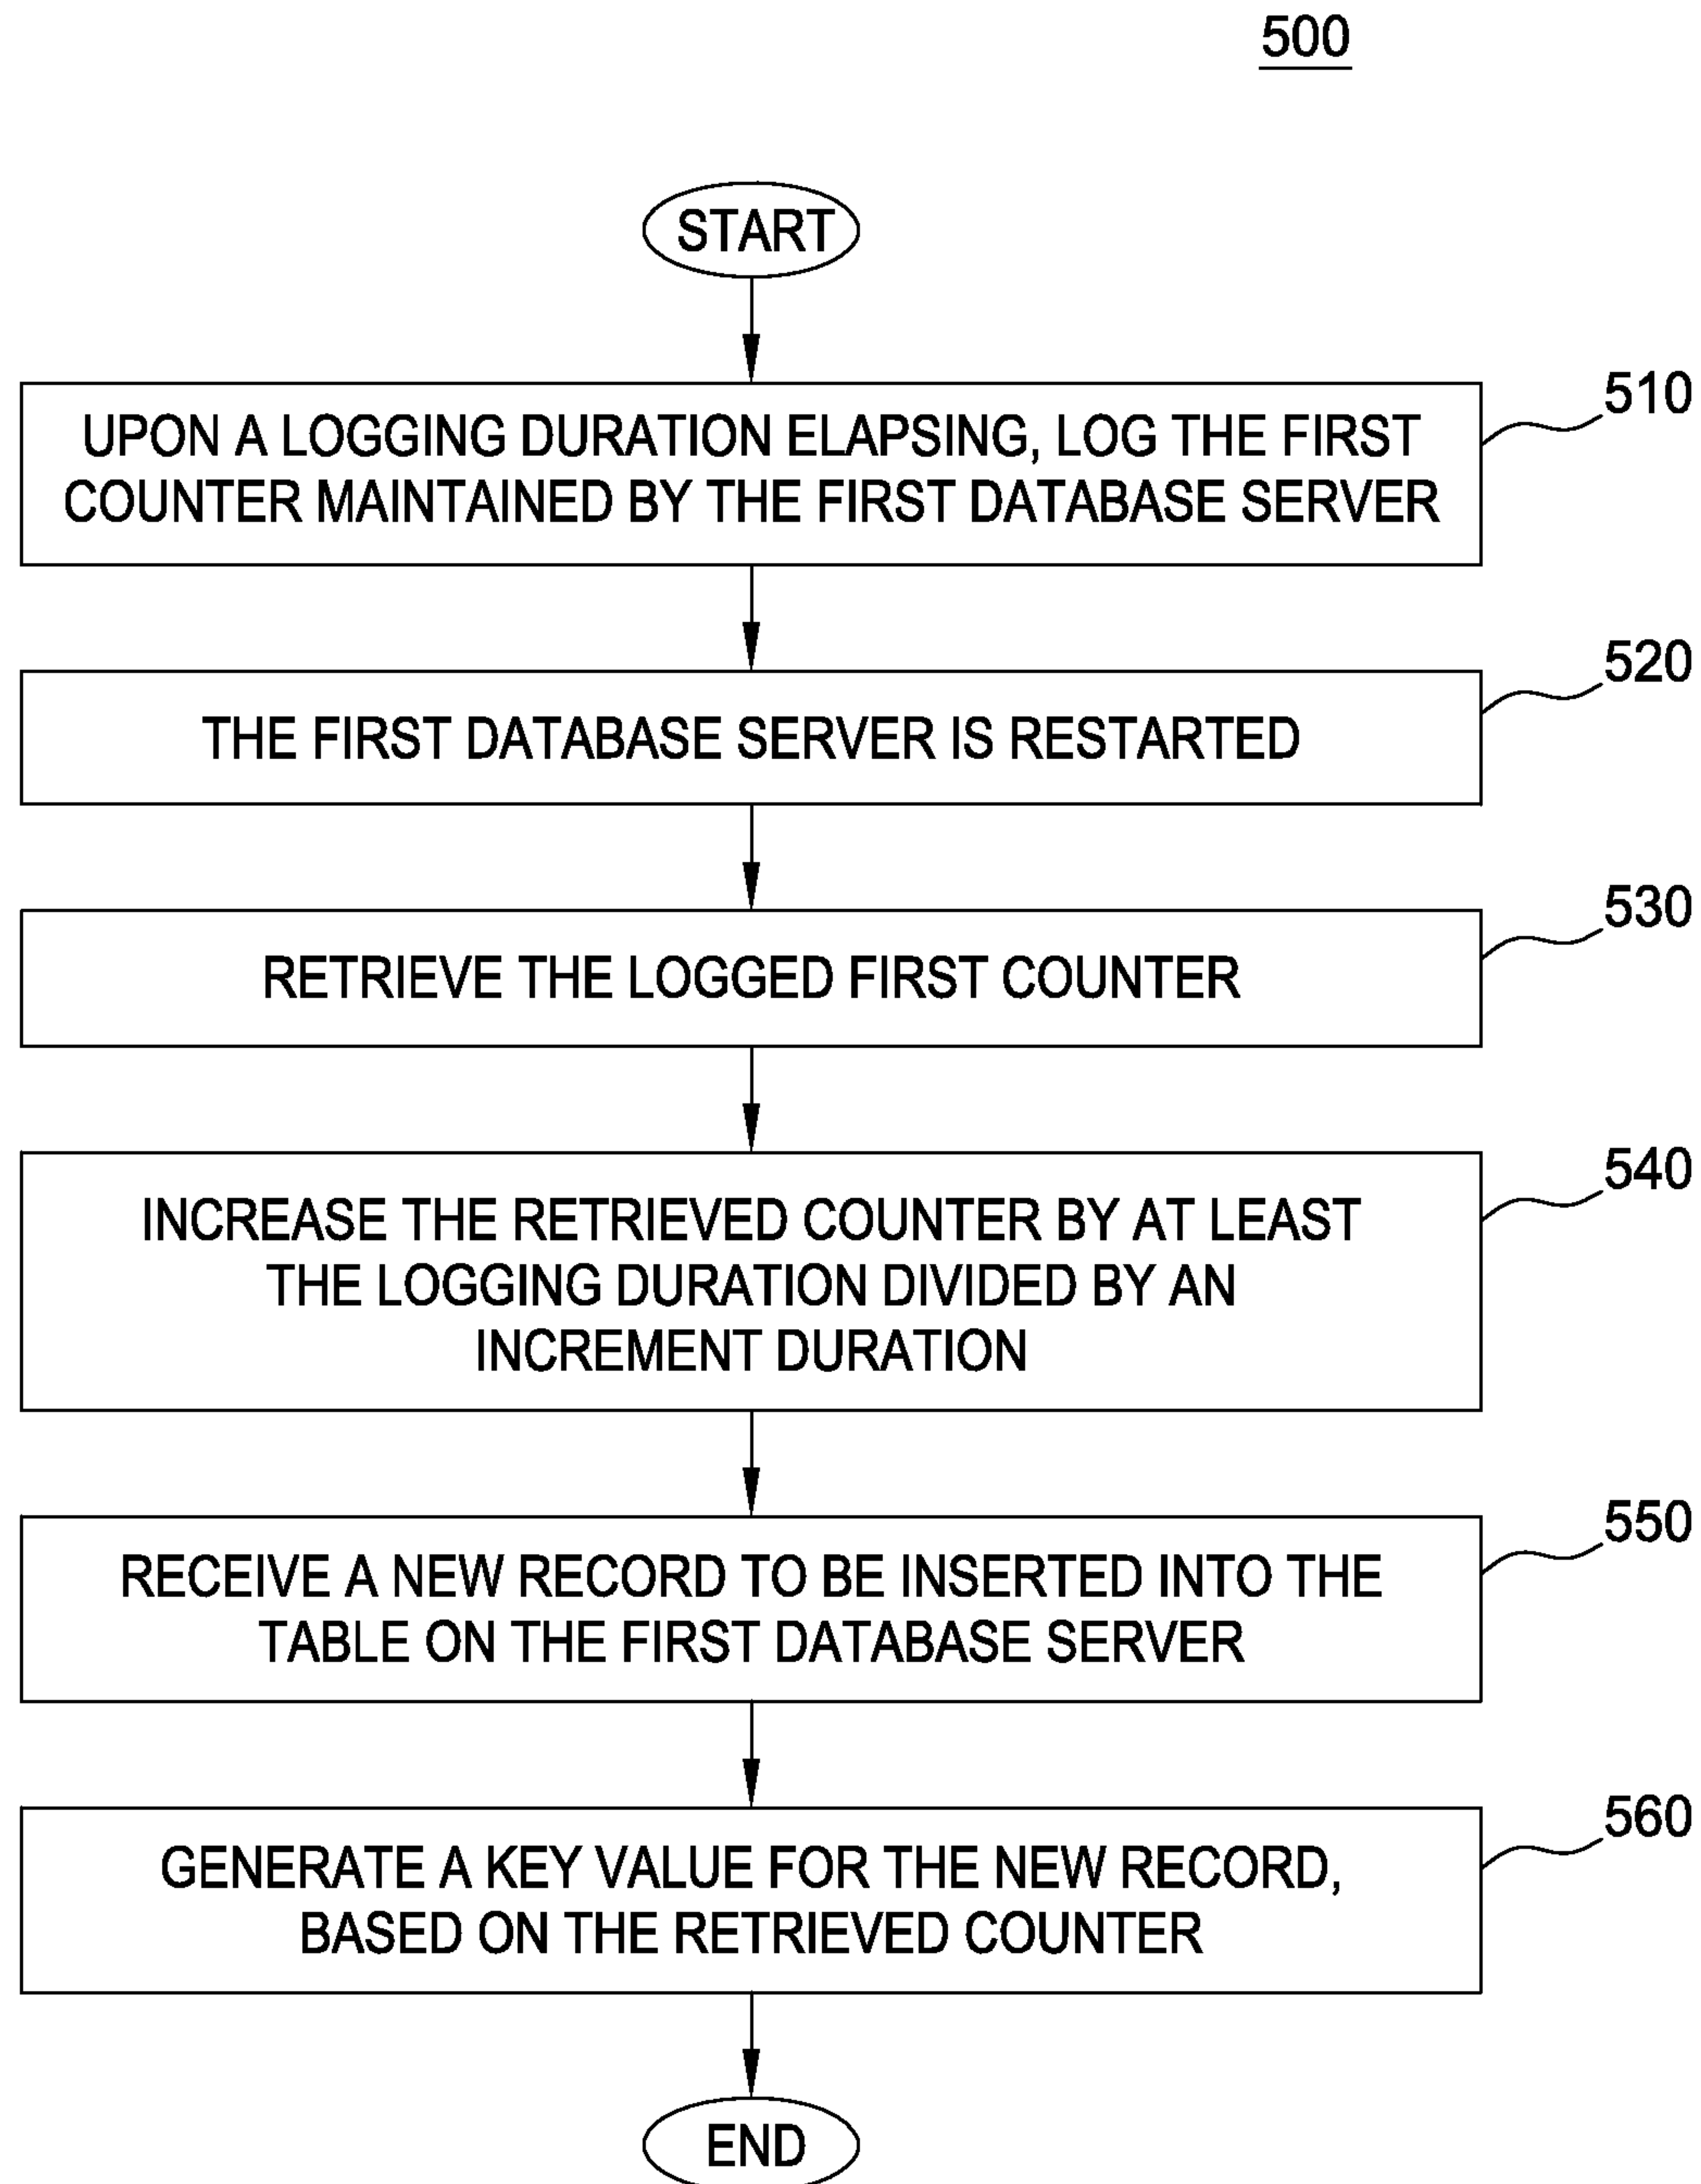 500
START
UPON A LOGGING DURATION ELAPSING, LOG THE FIRST
COUNTER MAINTAINED BY THE FIRST DATABASE SERVER
510
THE FIRST DATABASE SERVER IS RESTARTED
520
RETRIEVE THE LOGGED FIRST COUNTER
530
INCREASE THE RETRIEVED COUNTER BY AT LEAST
THE LOGGING DURATION DIVIDED BY AN
INCREMENT DURATION
540
RECEIVE A NEW RECORD TO BE INSERTED INTO THE
TABLE ON THE FIRST DATABASE SERVER
550
GENERATE A KEY VALUE FOR THE NEW RECORD,
BASED ON THE RETRIEVED COUNTER
560
END